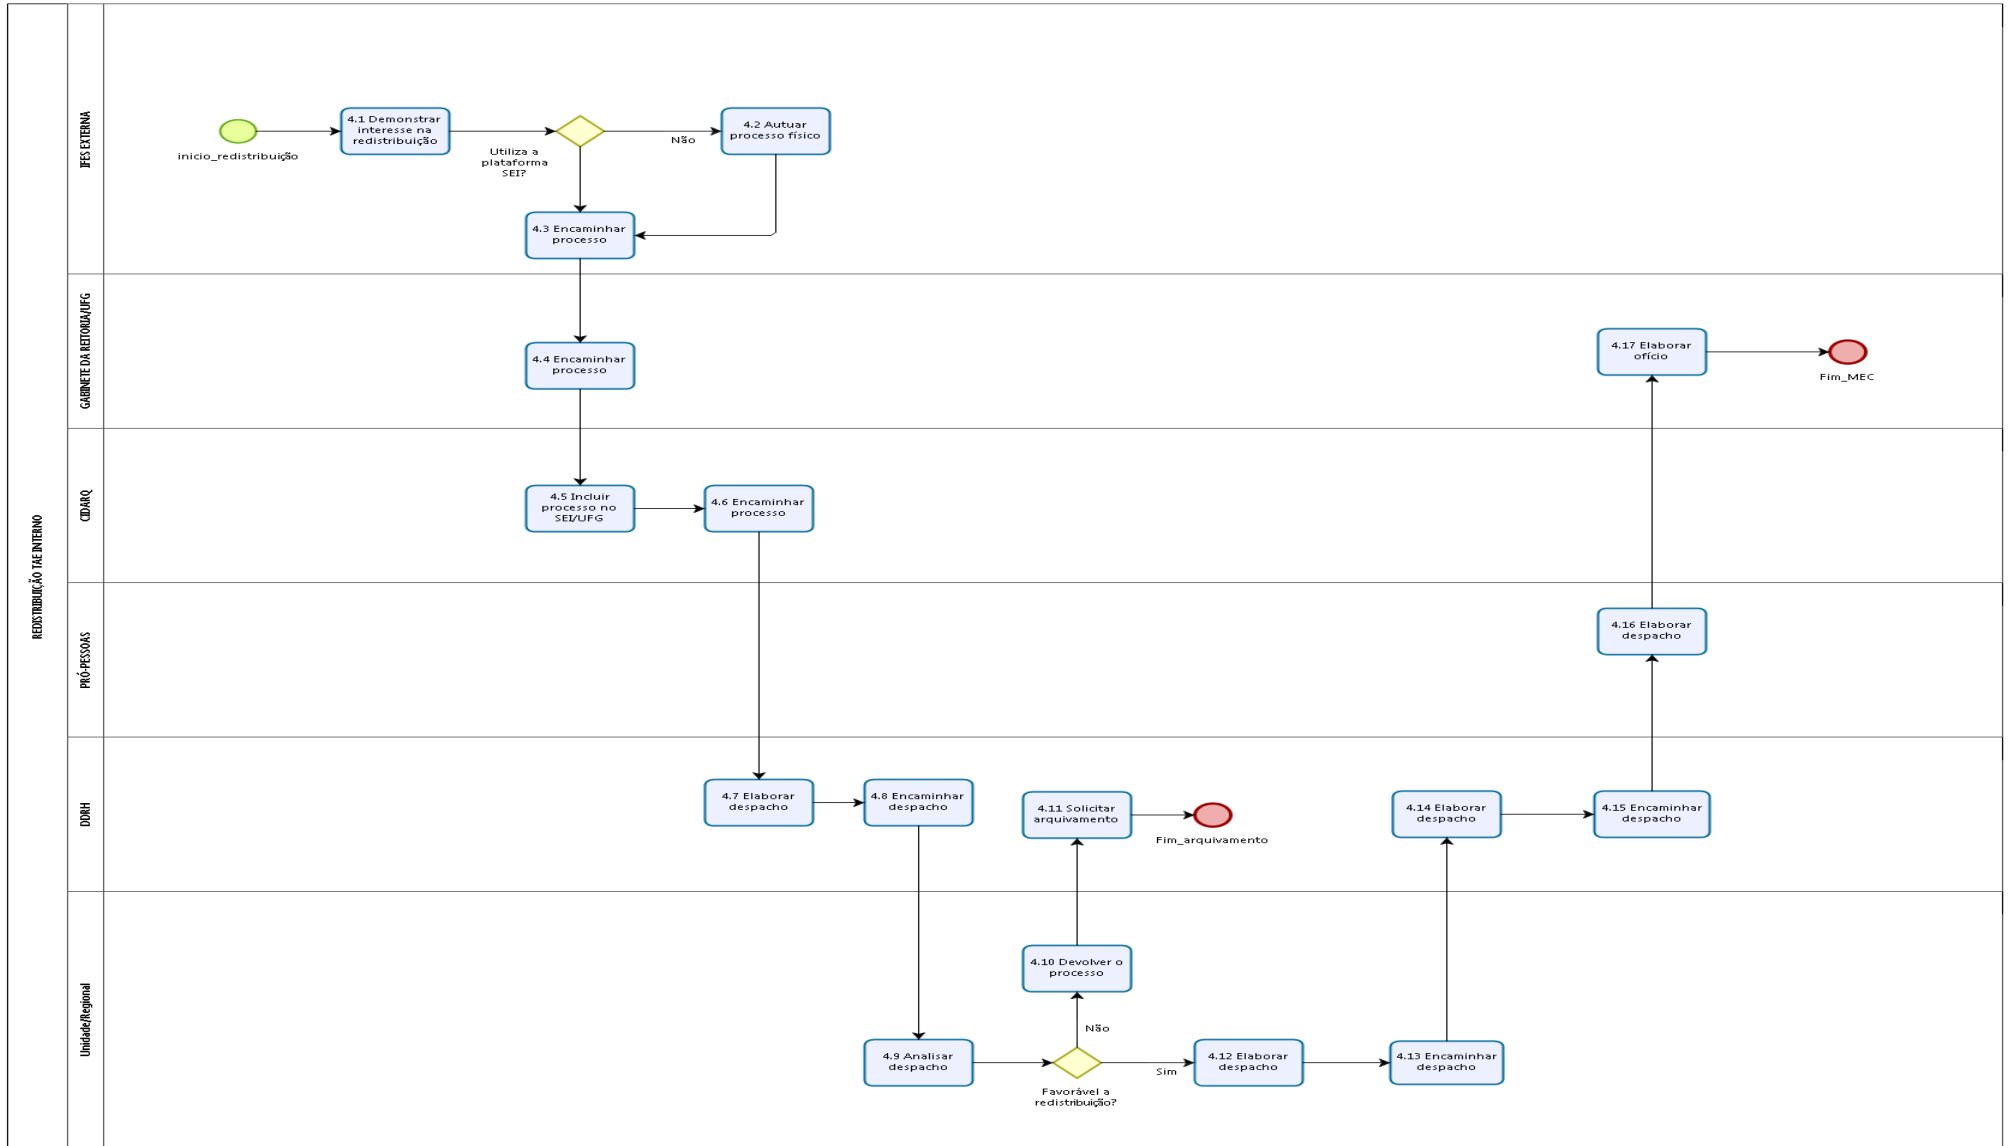 REDISTRIBUIÇÃO TAE INTERNO
IFES EXTERNA
inicio_redistribuição
4.1 Demonstrar
interesse na
redistribuição
Utiliza a
plataforma
SEI?
Não
4.2 Autuar
processo físico
4.3 Encaminhar
processo
GABINETE DA REITORIA/UFG
4.4 Encaminhar
processo
4.17 Elaborar
ofício
Fim_MEC
CIDARQ
4.5 Incluir
processo no
SEI/UFG
4.6 Encaminhar
processo
PRÓ-PESSOAS
4.16 Elaborar
despacho
DDRH
4.7 Elaborar
despacho
4.8 Encaminhar
despacho
4.11 Solicitar
arquivamento
Fim_arquivamento
4.14 Elaborar
despacho
4.15 Encaminhar
despacho
Unidade/Regional
4.10 Devolver o
processo
Não
4.9 Analisar
despacho
Favorável a
redistribuição?
Sim
4.12 Elaborar
despacho
4.13 Encaminhar
despacho